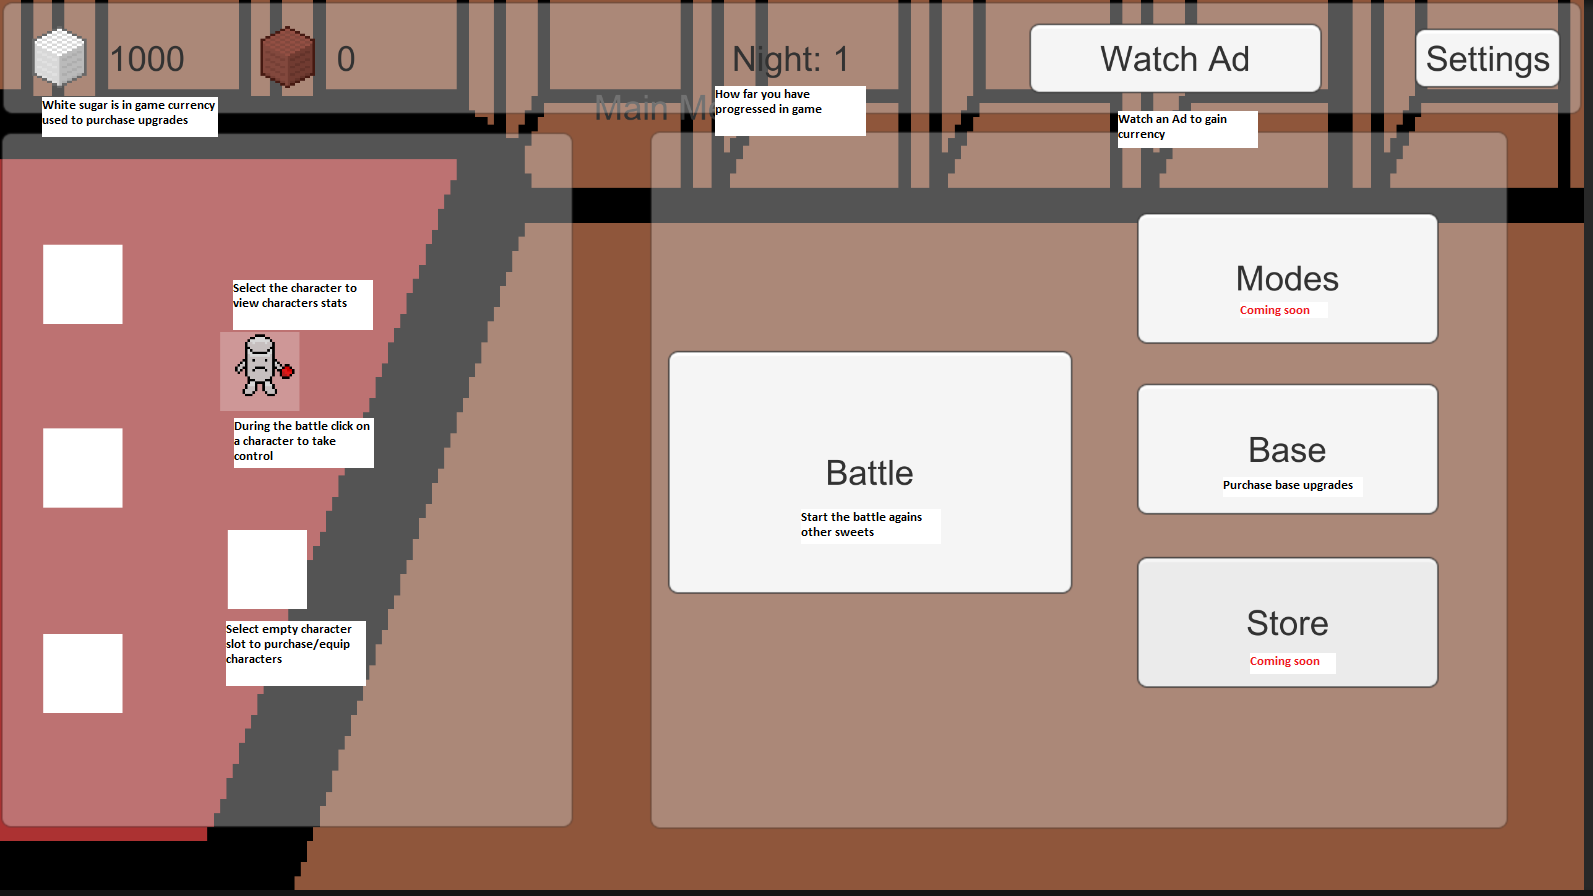 1000
0
Night: 1
Watch Ad
Settings
White sugar is in game currency
used to purchase upgrades
Main
How far you have
progressed in game
Watch an Ad to gain
currency
Select the character to
view characters stats
During the battle click on
a character to take
control
Select empty character
slot to purchase/equip
characters
Battle
Start the battle agains
other sweets
Modes
Coming soon
Base
Purchase base upgrades
Store
Coming soon